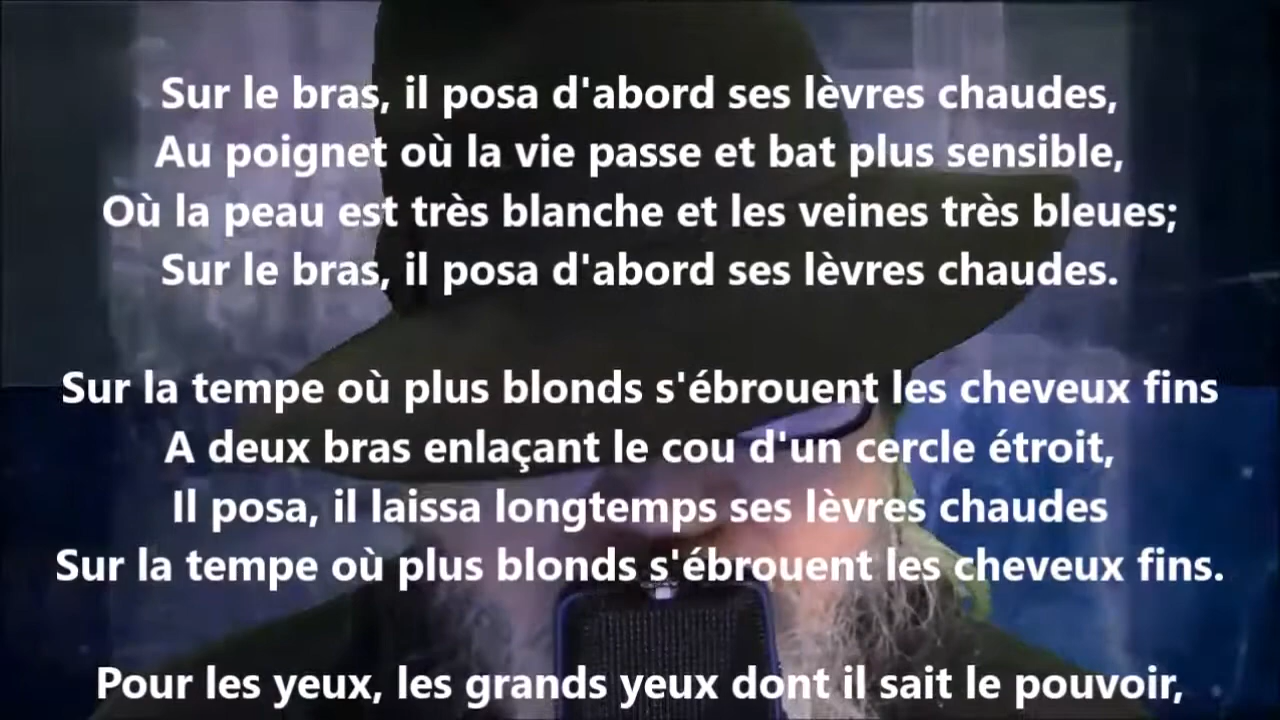 Sur le bras, il posa d'abord ses lèvres chaudes,
Au poignet où la vie passe et bat plus sensible,
Où la peau est très blanche et les veines très bleues;
Sur le bras, il posa d'abord ses lèvres chaudes.
Sur la tempe où plus blonds s'ébrouent les cheveux fins
A deux bras enlaçant le cou d'un cercle étroit,
Il posa, il laissa longtemps ses lèvres chaudes
Sur la tempe où plus blonds s'ébrouent les cheveux fins.
Pour les yeux, les grands yeux dont il sait le pouvoir,